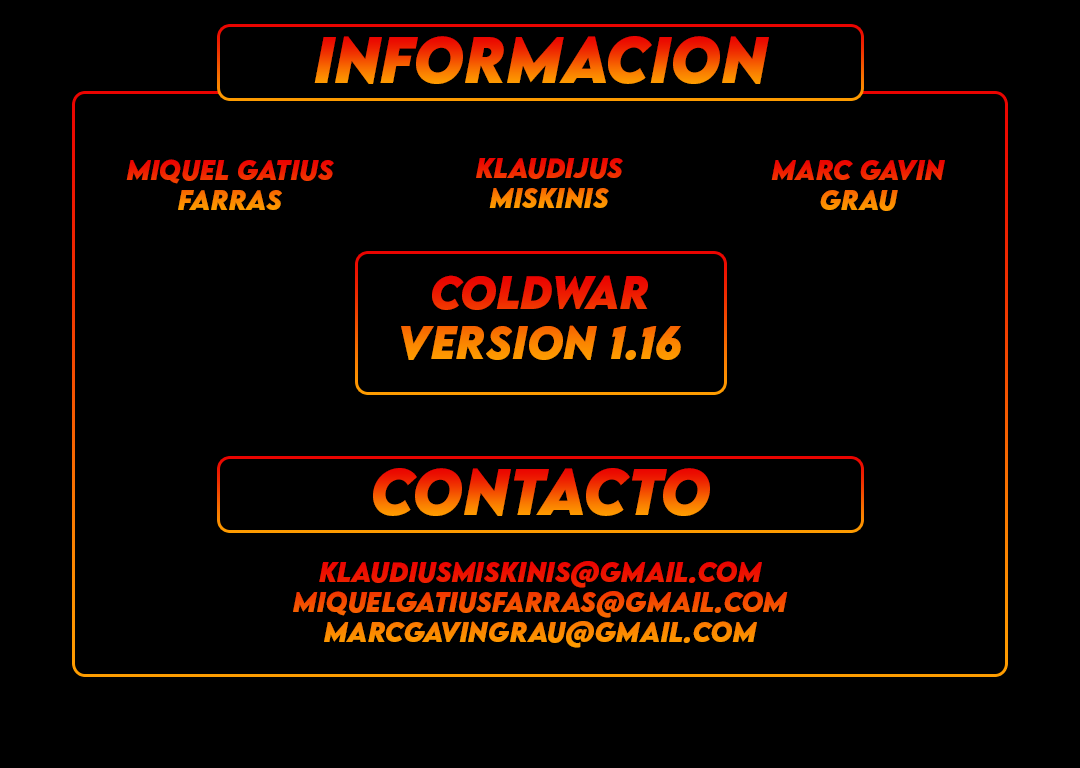 INFORMACION
MIQUEL GATIUS
FARRAS
KLAUDIJUS
MISKINIS
MARC GAVIN
GRAU
COLDWAR
VERSION 1.16
CONTACTO
KLAUDIUSMISKINIS@GMAIL.COM
MIQUELGATIUSFARRAS@GMAIL.COM
MARCGAVINGRAU@GMAIL.COM